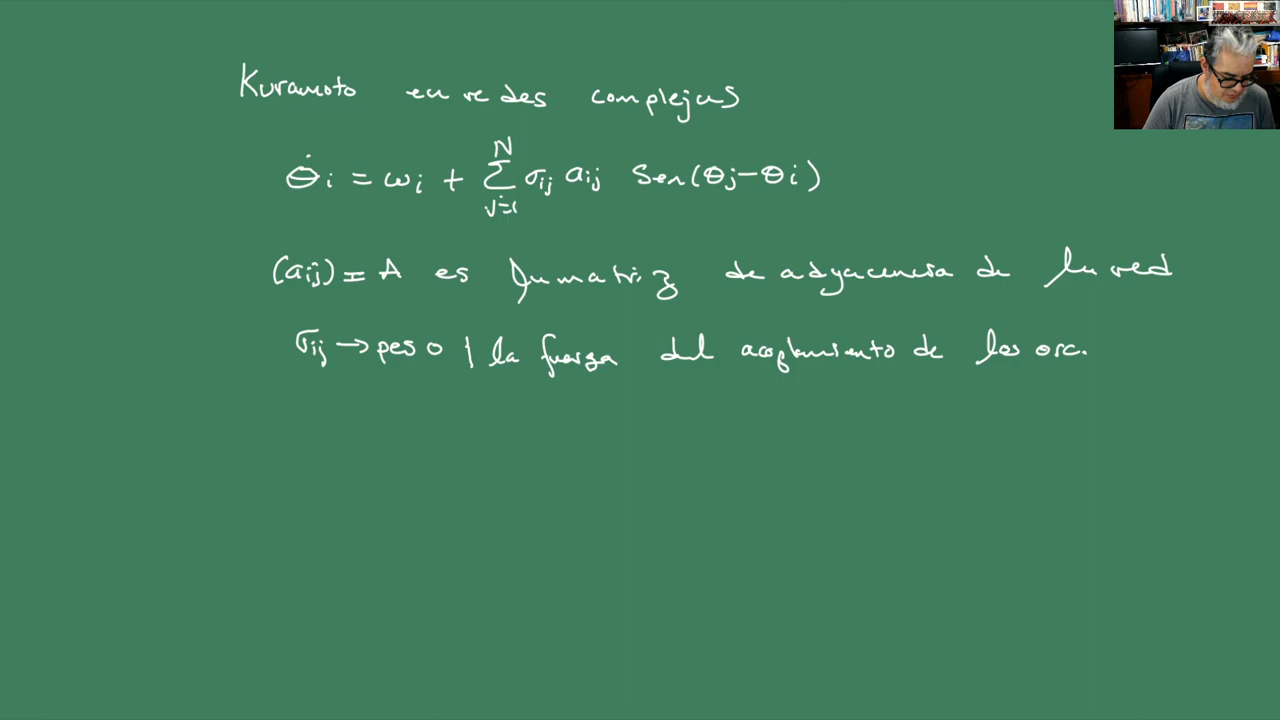 Kuramoto en redes complejas
θ̇i = ωi + Σ_{j=1}^{N} σij aij Sen(θj−θi)
(aij) = A es la matriz de adyacencia de la red
σij → peso | la fuerza del acoplamiento de los osc.